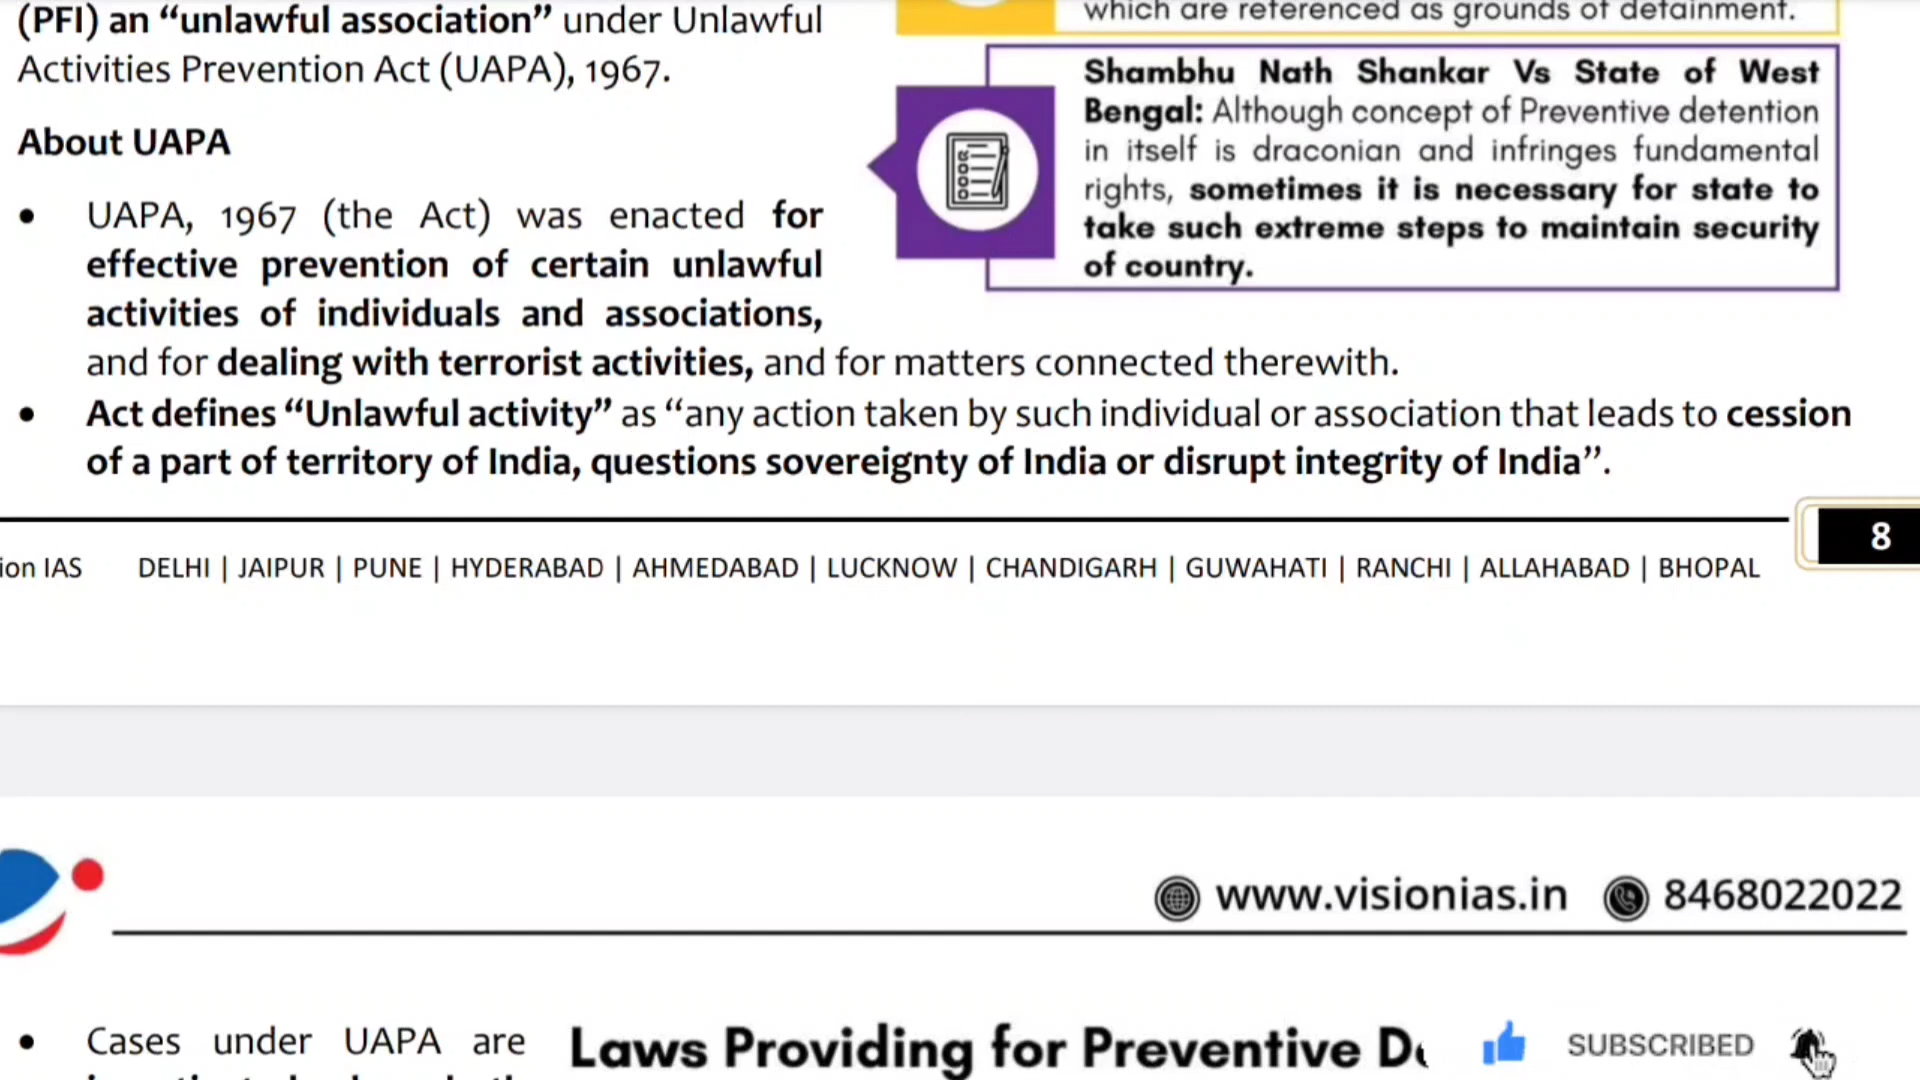 (PFI) an “unlawful association” under Unlawful
Activities Prevention Act (UAPA), 1967.
which are referenced as grounds of detainment.
Shambhu Nath Shankar Vs State of West
Bengal: Although concept of Preventive detention
in itself is draconian and infringes fundamental
rights, sometimes it is necessary for state to
take such extreme steps to maintain security
of country.
About UAPA
• UAPA, 1967 (the Act) was enacted for
effective prevention of certain unlawful
activities of individuals and associations,
and for dealing with terrorist activities, and for matters connected therewith.
• Act defines “Unlawful activity” as “any action taken by such individual or association that leads to cession
of a part of territory of India, questions sovereignty of India or disrupt integrity of India”.
8
ion IAS DELHI | JAIPUR | PUNE | HYDERABAD | AHMEDABAD | LUCKNOW | CHANDIGARH | GUWAHATI | RANCHI | ALLAHABAD | BHOPAL
www.visionias.in 8468022022
• Cases under UAPA are
Laws Providing for Preventive
SUBSCRIBED